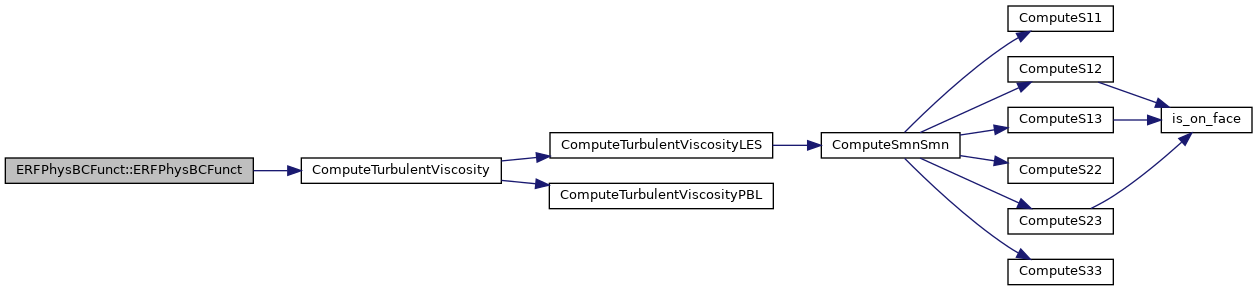 ERFPhysBCFunct::ERFPhysBCFunct
ComputeTurbulentViscosity
ComputeTurbulentViscosityLES
ComputeTurbulentViscosityPBL
ComputeSmnSmn
ComputeS11
ComputeS12
ComputeS13
ComputeS22
ComputeS23
ComputeS33
is_on_face